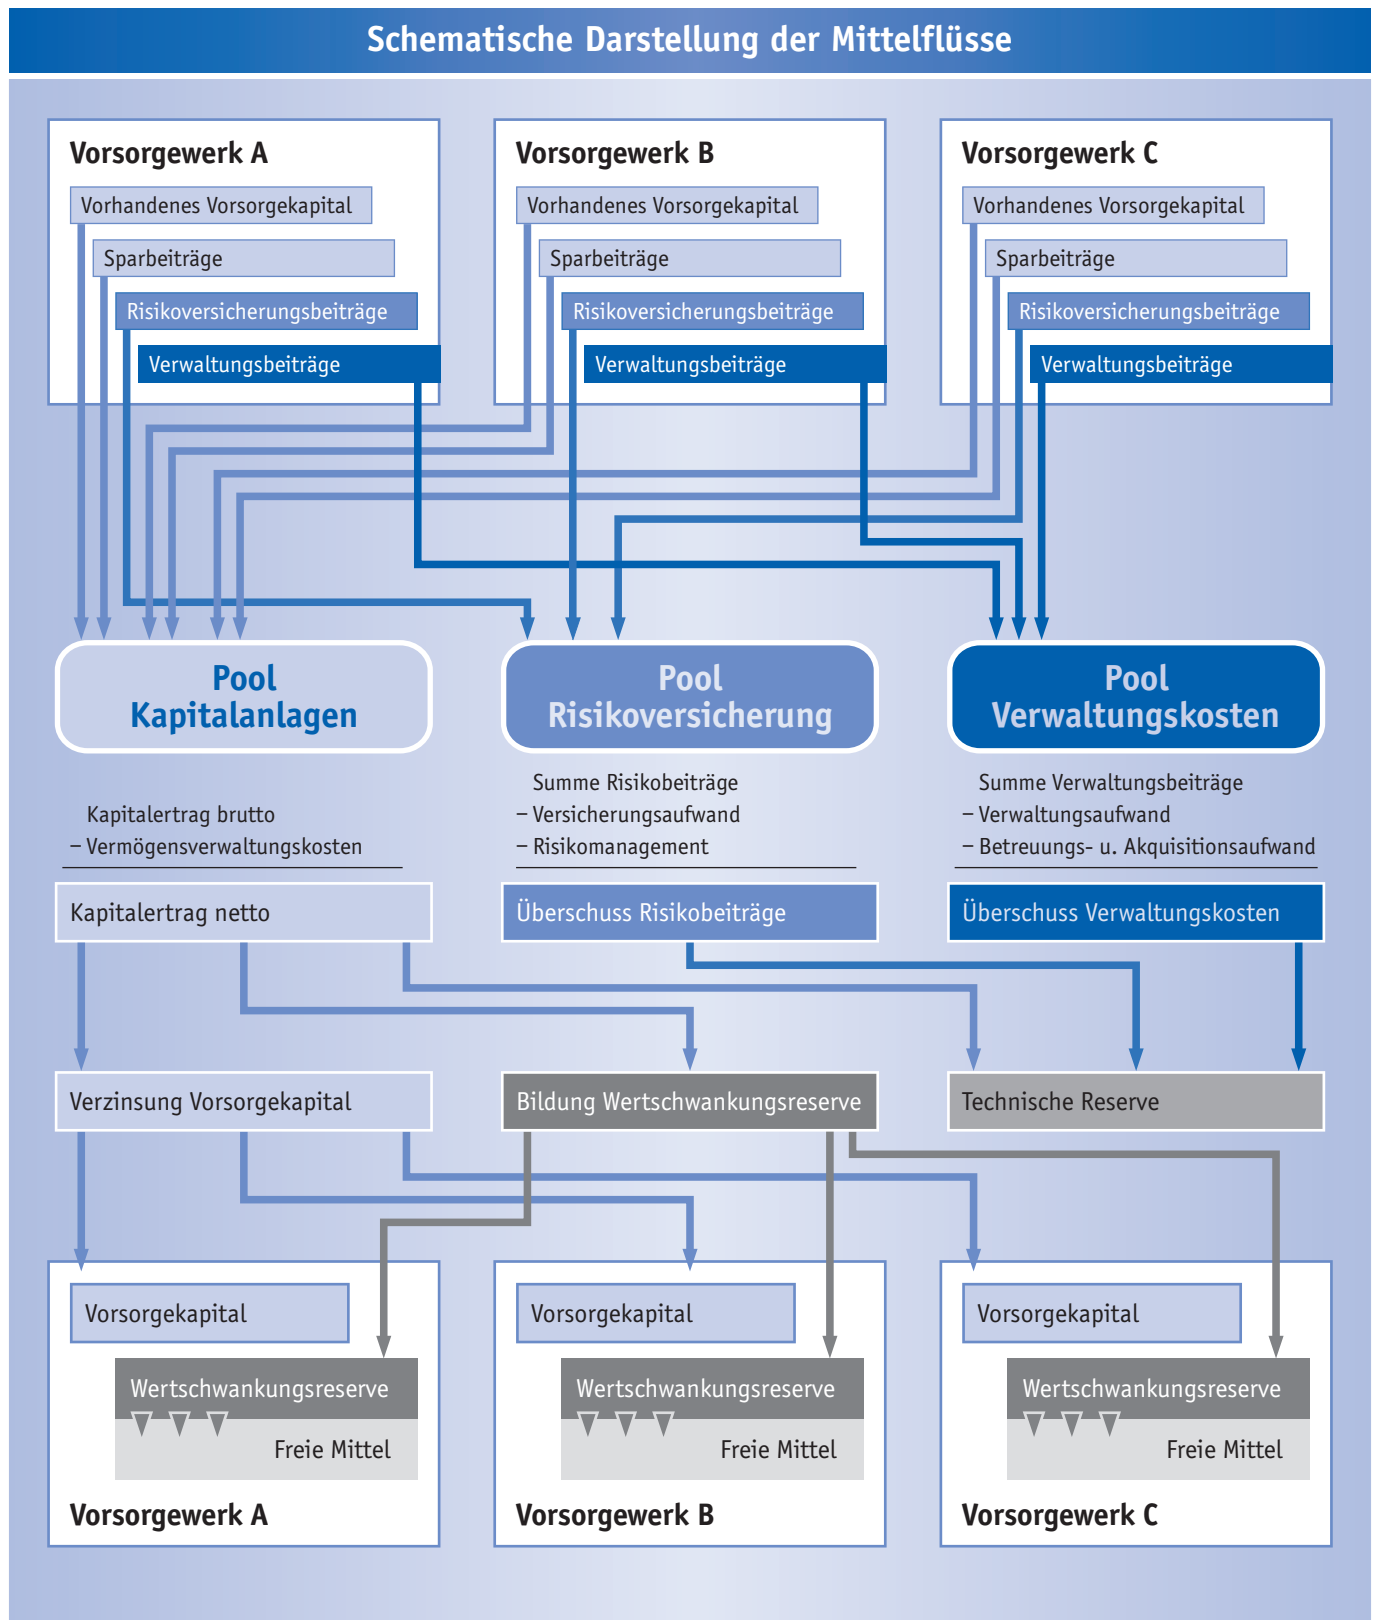 Schematische Darstellung der Mittelflüsse
Vorsorgewerk A
Vorhandenes Vorsorgekapital
Sparbeiträge
Risikoversicherungsbeiträge
Verwaltungsbeiträge
Vorsorgewerk B
Vorhandenes Vorsorgekapital
Sparbeiträge
Risikoversicherungsbeiträge
Verwaltungsbeiträge
Vorsorgewerk C
Vorhandenes Vorsorgekapital
Sparbeiträge
Risikoversicherungsbeiträge
Verwaltungsbeiträge
Pool
Kapitalanlagen
Pool
Risikoversicherung
Pool
Verwaltungskosten
Kapitalertrag brutto
– Vermögensverwaltungskosten
Summe Risikobeiträge
– Versicherungsaufwand
– Risikomanagement
Summe Verwaltungsbeiträge
– Verwaltungsaufwand
– Betreuungs- u. Akquisitionsaufwand
Kapitalertrag netto
Überschuss Risikobeiträge
Überschuss Verwaltungskosten
Verzinsung Vorsorgekapital
Bildung Wertschwankungsreserve
Technische Reserve
Vorsorgekapital
Wertschwankungsreserve
Freie Mittel
Vorsorgewerk A
Vorsorgekapital
Wertschwankungsreserve
Freie Mittel
Vorsorgewerk B
Vorsorgekapital
Wertschwankungsreserve
Freie Mittel
Vorsorgewerk C